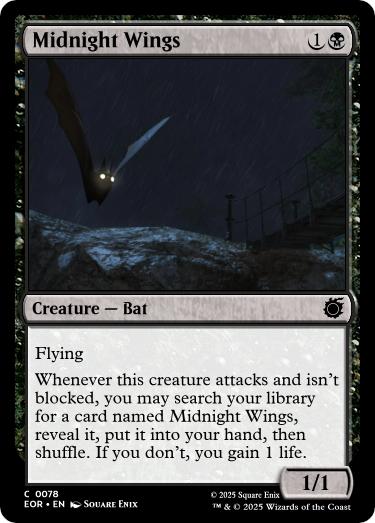 Midnight Wings 1
Creature — Bat
Flying
Whenever this creature attacks and isn't
blocked, you may search your library
for a card named Midnight Wings,
reveal it, put it into your hand, then
shuffle. If you don't, you gain 1 life.
1/1
C 0078
EOR • EN Square Enix
© 2025 Square Enix
™ & © 2025 Wizards of the Coast